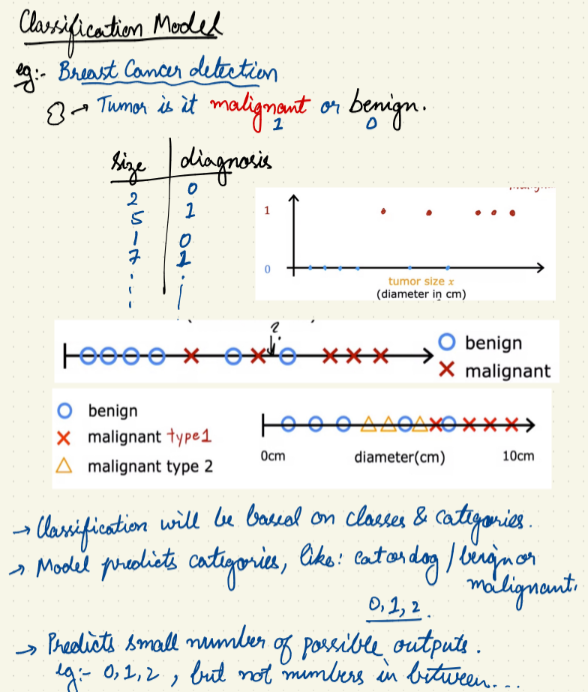 Classification Model
eg:- Breast Cancer detection
→ Tumor is it malignant or benign.
1 0
size diagnosis
2 0
5 1
1 0
7 1
1
0
tumor size x
(diameter in cm)
?
benign
malignant
benign
malignant type1
malignant type 2
0cm diameter(cm) 10cm
→ Classification will be based on classes & categories.
→ Model predicts categories, like: cat or dog / benign or
malignant.
0, 1, 2.
→ Predicts small number of possible outputs.
eg:- 0, 1, 2, but not numbers in between...